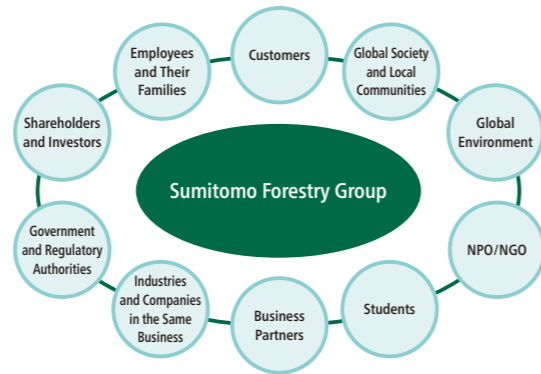 Customers
Global Society
and Local
Communities
Global
Environment
NPO/NGO
Students
Business
Partners
Industries
and Companies
in the Same
Business
Government
and Regulatory
Authorities
Shareholders
and Investors
Employees
and Their
Families
Sumitomo Forestry Group